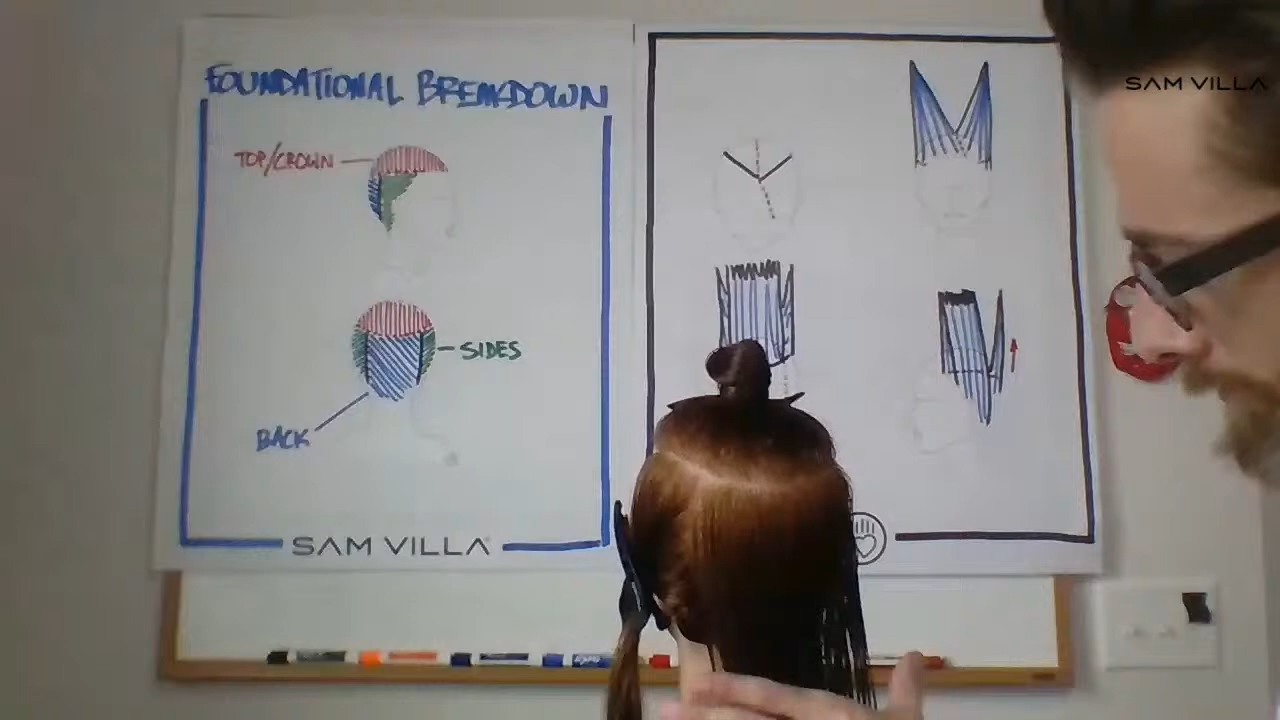 FOUNDATIONAL BREAKDOWN
TOP/CROWN
SIDES
BACK
SAM VILLA
SAM VILLA